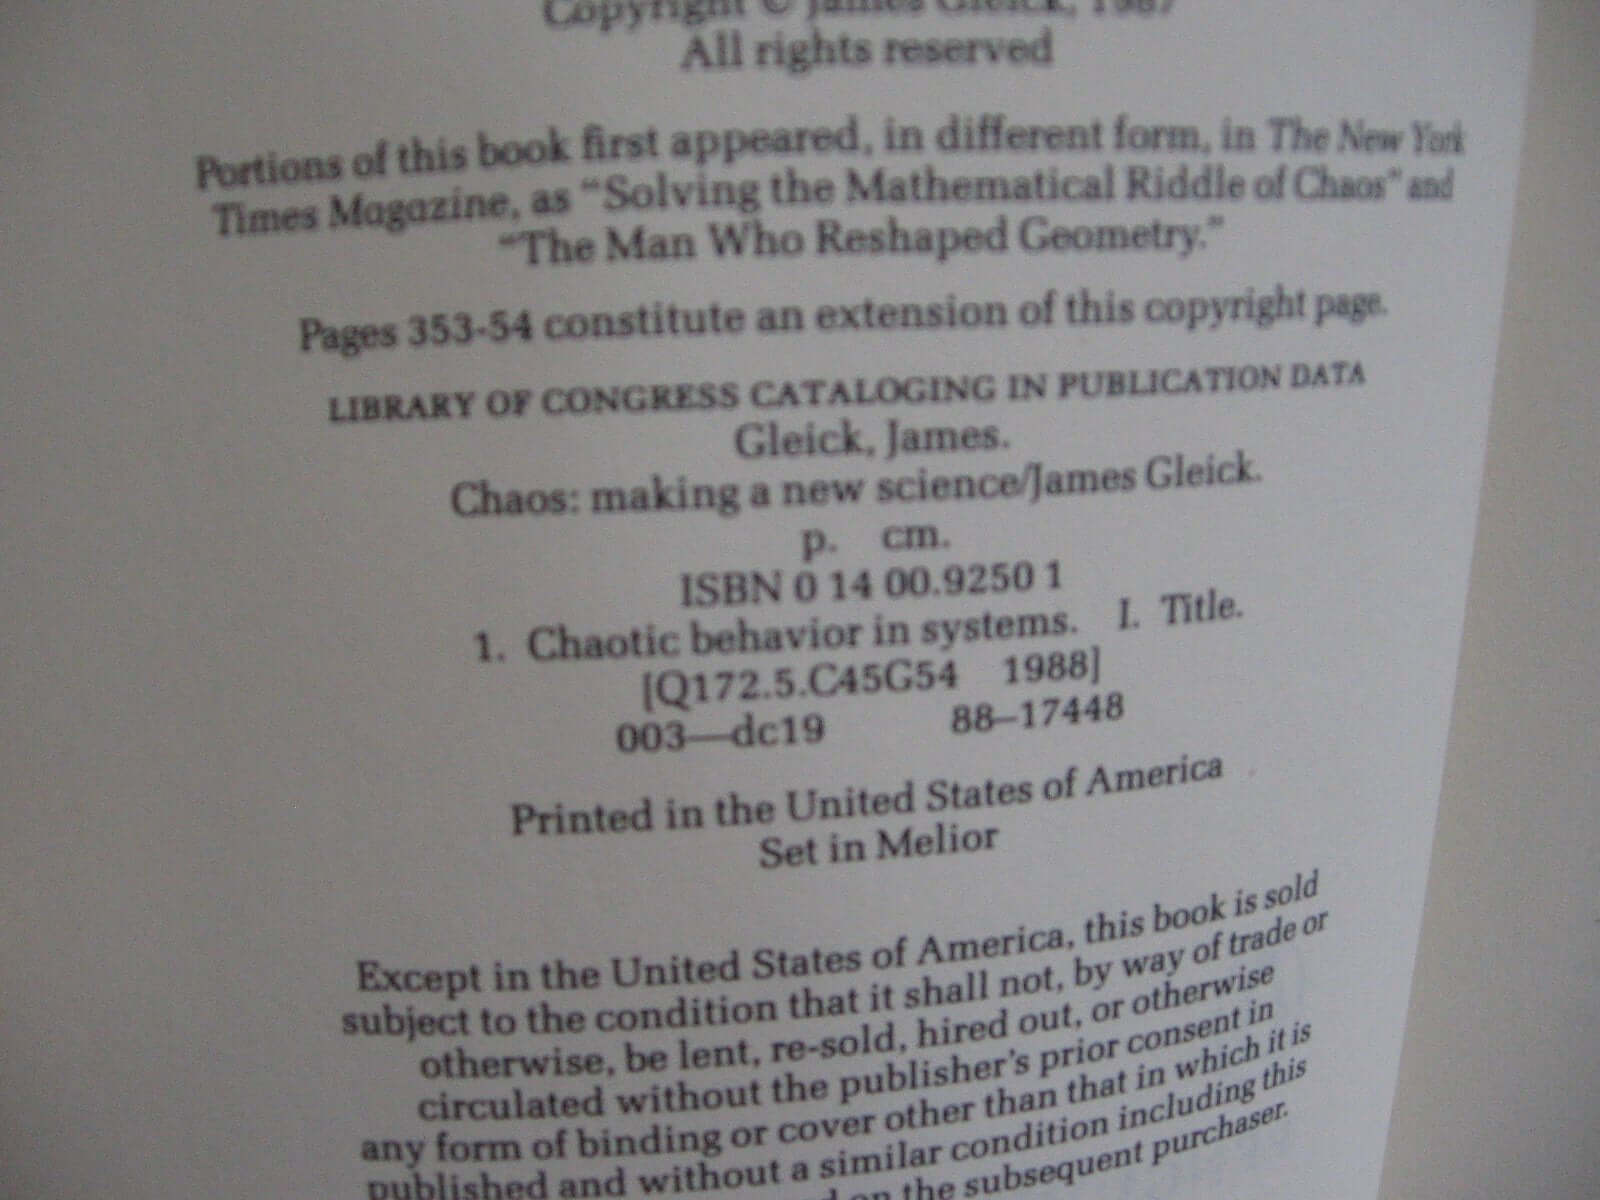 Copyright © James Gleick, 1987
All rights reserved
Portions of this book first appeared, in different form, in The New York
Times Magazine, as “Solving the Mathematical Riddle of Chaos” and
“The Man Who Reshaped Geometry.”
Pages 353-54 constitute an extension of this copyright page.
LIBRARY OF CONGRESS CATALOGING IN PUBLICATION DATA
Gleick, James.
Chaos: making a new science/James Gleick.
p. cm.
ISBN 0 14 00.9250 1
1. Chaotic behavior in systems. I. Title.
[Q172.5.C45G54 1988]
003—dc19 88–17448
Printed in the United States of America
Set in Melior
Except in the United States of America, this book is sold
subject to the condition that it shall not, by way of trade or
otherwise, be lent, re-sold, hired out, or otherwise
circulated without the publisher’s prior consent in
any form of binding or cover other than that in which it is
published and without a similar condition including this
on the subsequent purchaser.